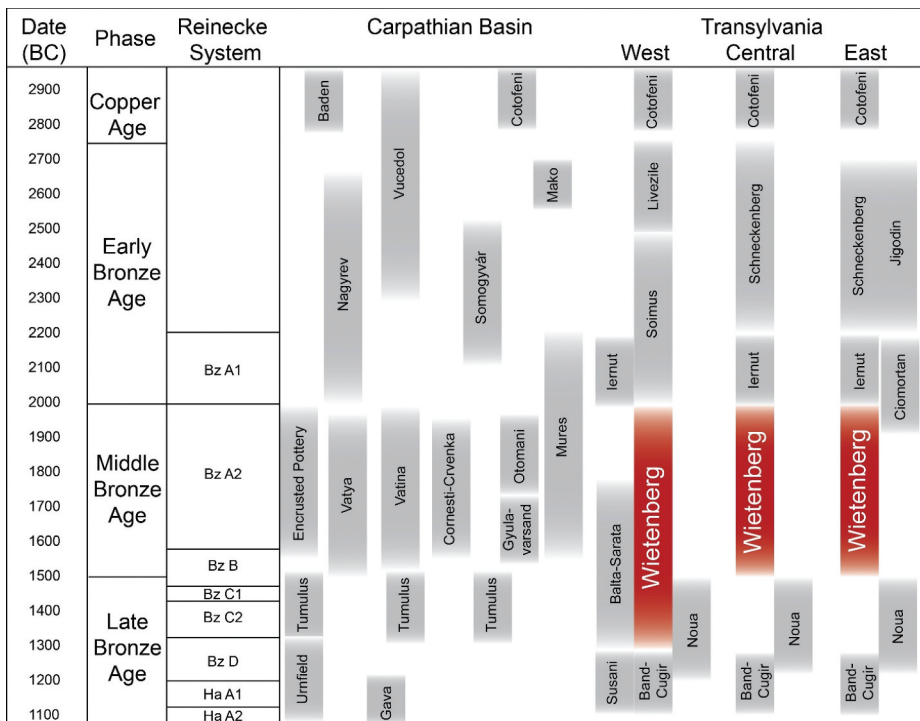 Date
(BC)
Phase
Reinecke
System
Carpathian Basin
Transylvania
West
Central
East
2900
2800
2700
2600
2500
2400
2300
2200
2100
2000
1900
1800
1700
1600
1500
1400
1300
1200
1100
Copper
Age
Early
Bronze
Age
Middle
Bronze
Age
Late
Bronze
Age
Bz A1
Bz A2
Bz B
Bz C1
Bz C2
Bz D
Ha A1
Ha A2
Baden
Vucedol
Cotofeni
Mako
Nagyrev
Somogyvár
Mures
Encrusted Pottery
Vatya
Vatina
Cornesti-Crvenka
Otomani
Gyula-
varsand
Tumulus
Tumulus
Tumulus
Urnfield
Gava
Cotofeni
Livezile
Soimus
Iernut
Wietenberg
Balta-Sarata
Noua
Susani
Band-
Cugir
Cotofeni
Schneckenberg
Iernut
Wietenberg
Noua
Band-
Cugir
Cotofeni
Schneckenberg
Jigodin
Iernut
Ciomortan
Wietenberg
Noua
Band-
Cugir